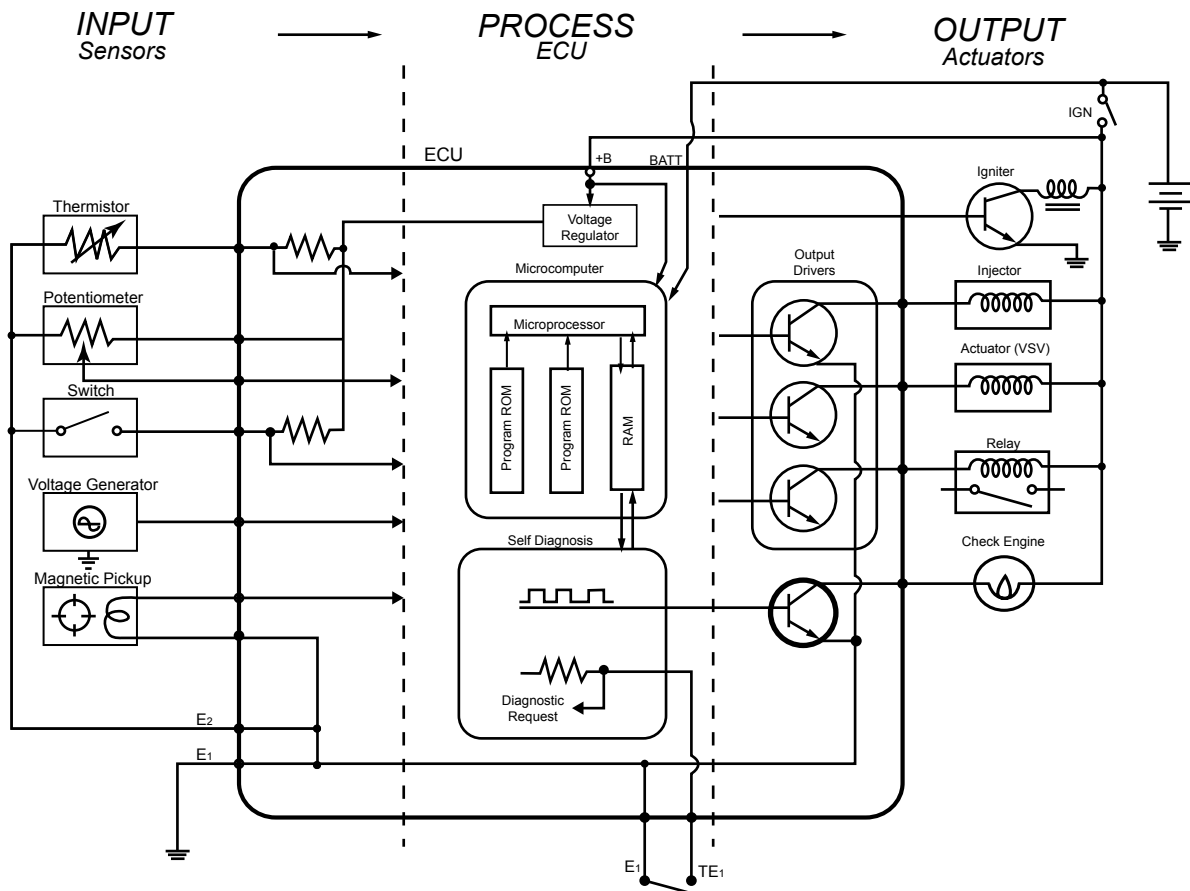 INPUT
Sensors
PROCESS
ECU
OUTPUT
Actuators
IGN
ECU
+B
BATT
Igniter
Thermistor
Voltage
Regulator
Output
Drivers
Microcomputer
Injector
Potentiometer
Microprocessor
Actuator (VSV)
Switch
Program ROM
Program ROM
RAM
Relay
Voltage Generator
Self Diagnosis
Check Engine
Magnetic Pickup
Diagnostic
Request
E2
E1
E1
TE1